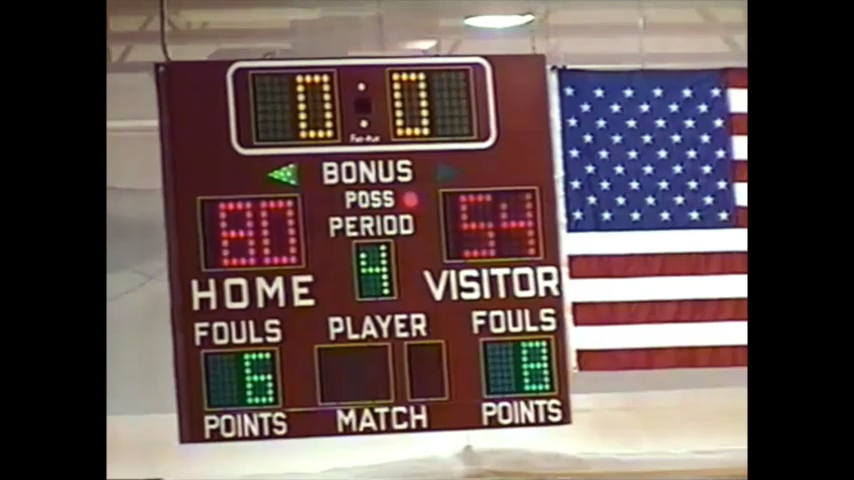 0:0
Fair-Play
BONUS
POSS
80 PERIOD 54
4
HOME VISITOR
FOULS PLAYER FOULS
6 8
POINTS MATCH POINTS